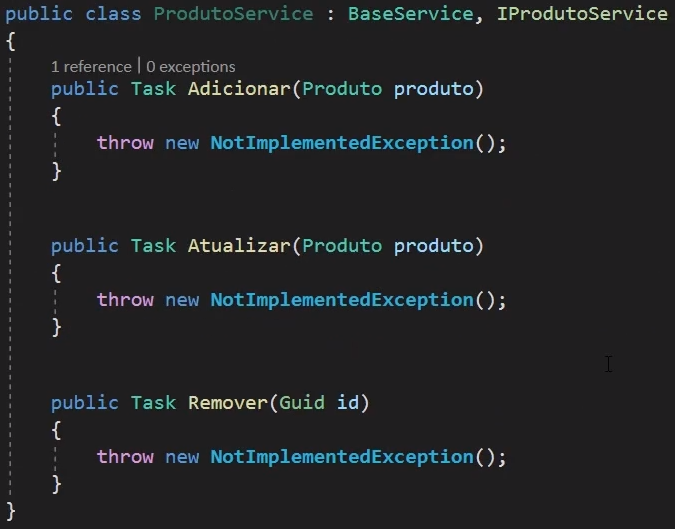 public class ProdutoService : BaseService, IProdutoService
{
1 reference | 0 exceptions
public Task Adicionar(Produto produto)
{
throw new NotImplementedException();
}
public Task Atualizar(Produto produto)
{
throw new NotImplementedException();
}
public Task Remover(Guid id)
{
throw new NotImplementedException();
}
}